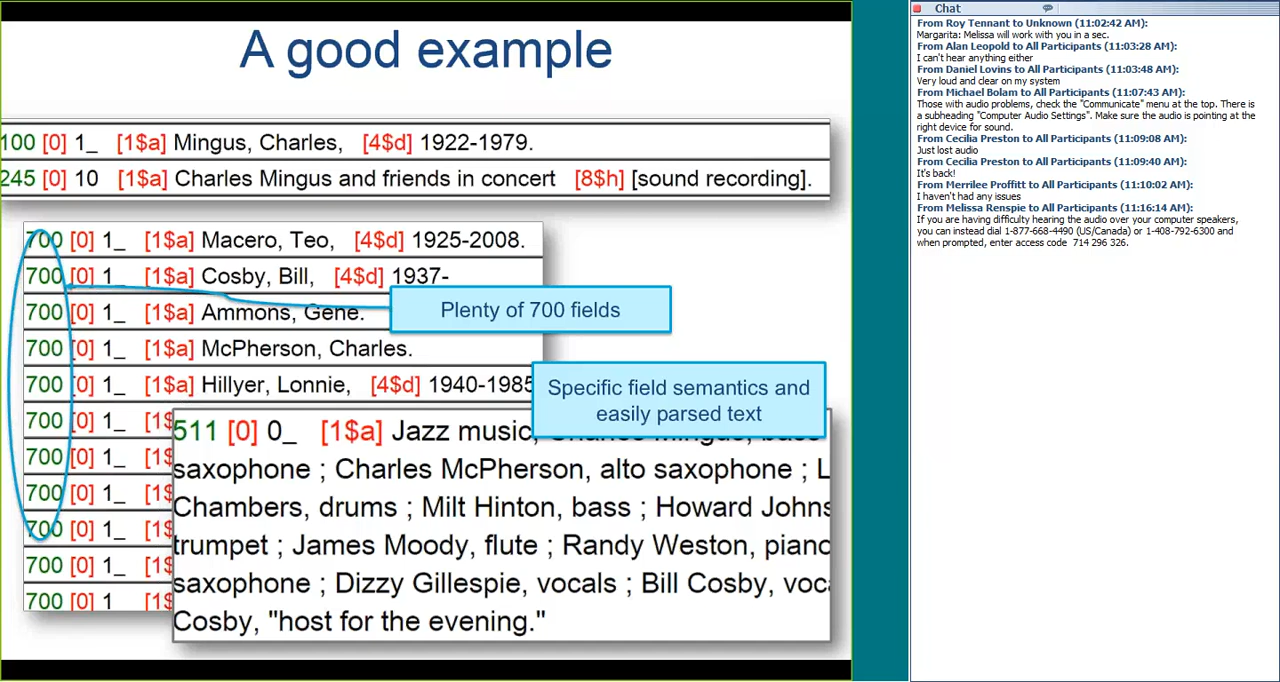 A good example
100 [0] 1_ [1$a] Mingus, Charles, [4$d] 1922-1979.
245 [0] 10 [1$a] Charles Mingus and friends in concert [8$h] [sound recording].
700 [0] 1_ [1$a] Macero, Teo, [4$d] 1925-2008.
700 [0] 1 [1$a] Cosby, Bill, [4$d] 1937-
700 [0] 1_ [1$a] Ammons, Gene.
Plenty of 700 fields
700 [0] 1_ [1$a] McPherson, Charles.
700 [0] 1_ [1$a] Hillyer, Lonnie, [4$d] 1940-1985
Specific field semantics and
easily parsed text
700 [0] 1_ [1$
700 [0] 1_ [1$
700 [0] 1_ [1$
700 [0] 1_ [1$
700 [0] 1_ [1$
700 [0] 1 [1$
511 [0] 0_ [1$a] Jazz music, Charles Mingus, bass
saxophone ; Charles McPherson, alto saxophone ; L
Chambers, drums ; Milt Hinton, bass ; Howard Johns
trumpet ; James Moody, flute ; Randy Weston, piano
saxophone ; Dizzy Gillespie, vocals ; Bill Cosby, voc
Cosby, "host for the evening."
Chat
From Roy Tennant to Unknown (11:02:42 AM):
Margarita: Melissa will work with you in a sec.
From Alan Leopold to All Participants (11:03:28 AM):
I can't hear anything either
From Daniel Lovins to All Participants (11:03:48 AM):
Very loud and clear on my system
From Michael Bolam to All Participants (11:07:43 AM):
Those with audio problems, check the "Communicate" menu at the top. There is
a subheading "Computer Audio Settings". Make sure the audio is pointing at the
right device for sound.
From Cecilia Preston to All Participants (11:09:08 AM):
Just lost audio
From Cecilia Preston to All Participants (11:09:40 AM):
It's back!
From Merrilee Proffitt to All Participants (11:10:02 AM):
I haven't had any issues
From Melissa Renspie to All Participants (11:16:14 AM):
If you are having difficulty hearing the audio over your computer speakers,
you can instead dial 1-877-668-4490 (US/Canada) or 1-408-792-6300 and
when prompted, enter access code 714 296 326.